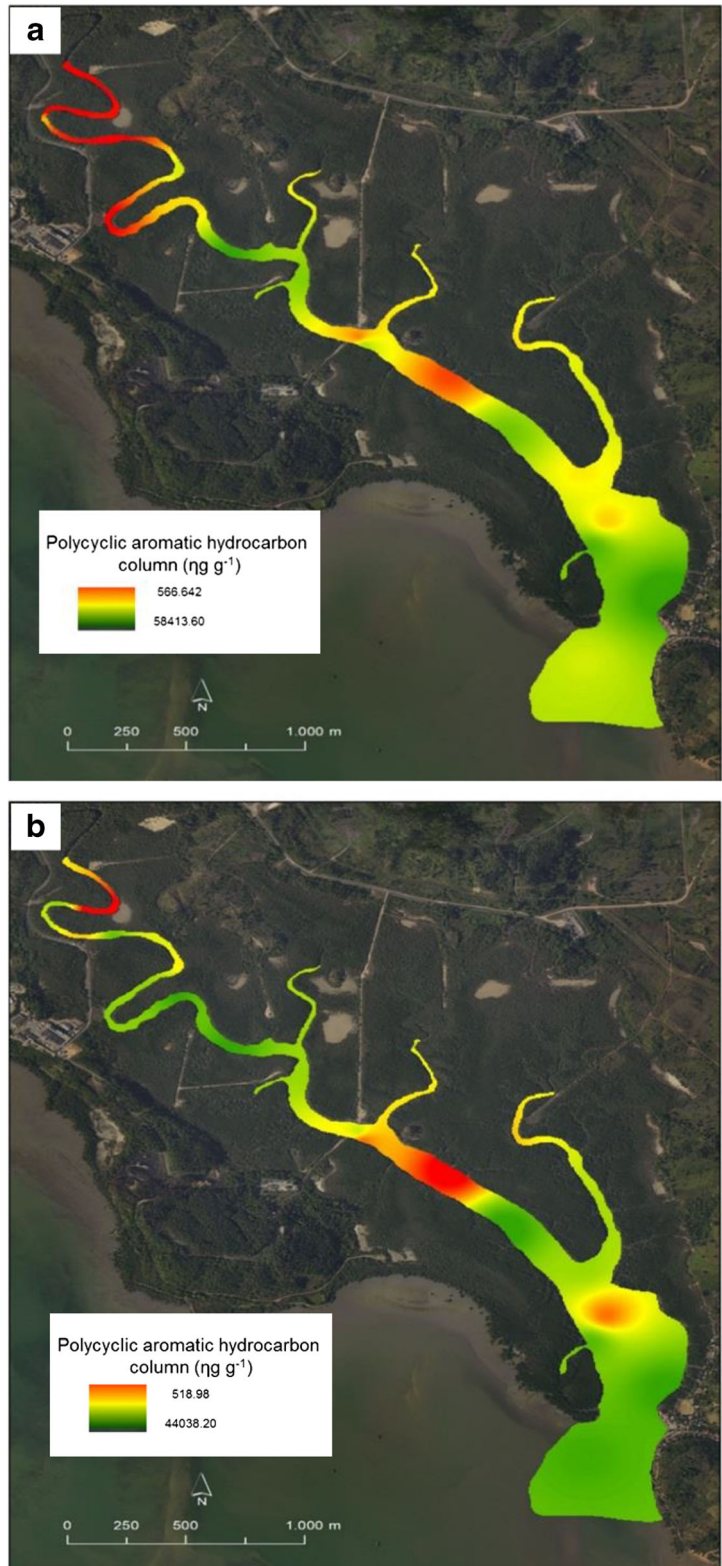 a
Polycyclic aromatic hydrocarbon
column (ηg g-1)
566.642
58413.60
N
0 250 500 1.000 m
b
Polycyclic aromatic hydrocarbon
column (ηg g-1)
518.98
44038.20
N
0 250 500 1.000 m